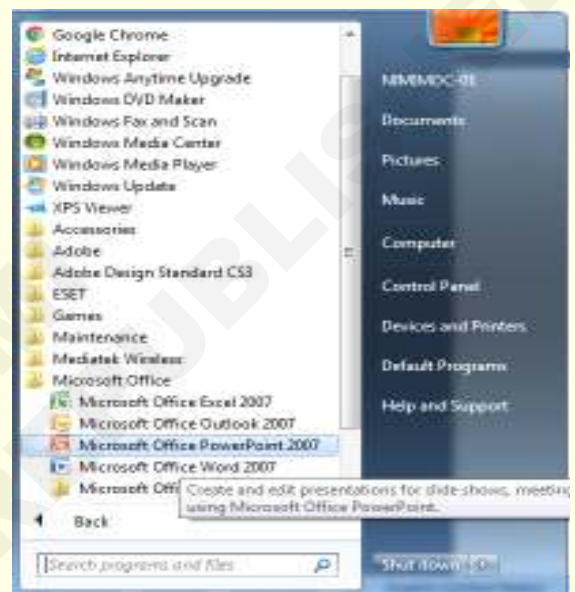 Google Chrome
Internet Explorer
Windows Anytime Upgrade
Windows DVD Maker
Windows Fax and Scan
Windows Media Center
Windows Media Player
Windows Update
XPS Viewer
Accessories
Adobe
Adobe Design Standard CS3
ESET
Games
Maintenance
Mediatek Wireless
Microsoft Office
Microsoft Office Excel 2007
Microsoft Office Outlook 2007
Microsoft Office PowerPoint 2007
Microsoft Office Word 2007
Microsoft Offi
Create and edit presentations for slide-shows, meeting
using Microsoft Office PowerPoint.
Back
Search programs and files
Documents
Pictures
Music
Computer
Control Panel
Devices and Printers
Default Programs
Help and Support
Shut down